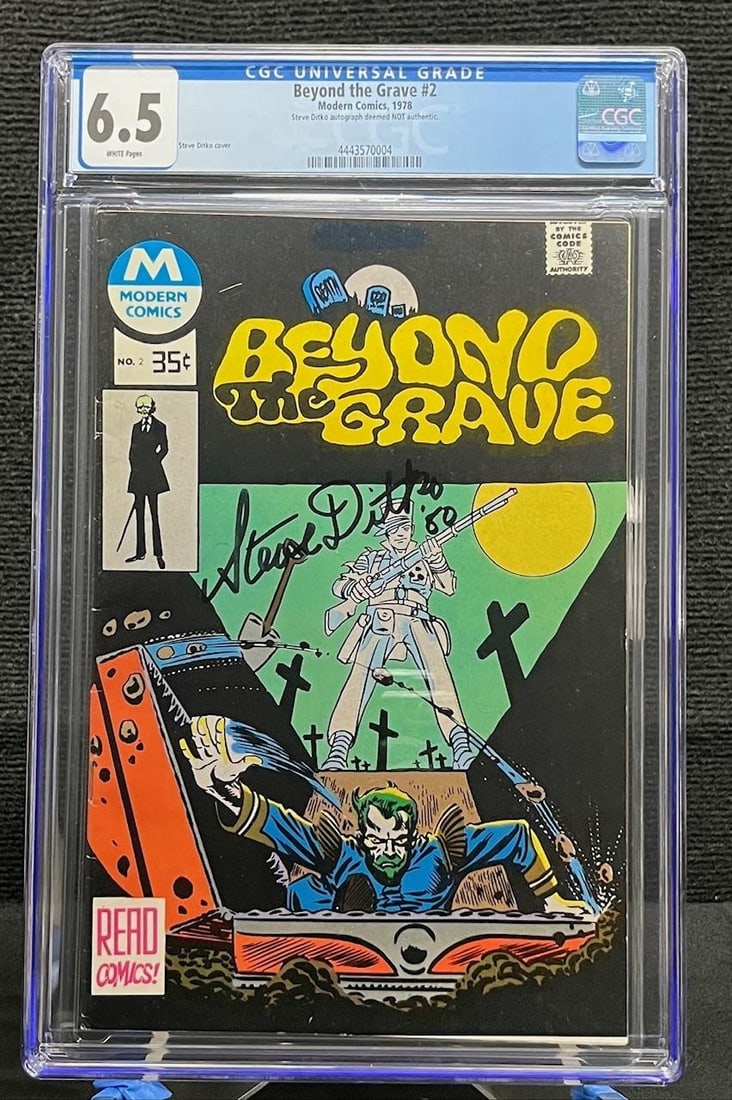 CGC UNIVERSAL GRADE
6.5
WHITE Pages
Beyond the Grave #2
Modern Comics, 1978
Steve Ditko autograph deemed NOT authentic.
Steve Ditko cover
4443570004
CGC
M
MODERN
COMICS
NO. 2 35¢
BY THE
COMICS
CODE
AUTHORITY
BEYOND
THE GRAVE
Steve Ditko
'80
READ
COMICS!